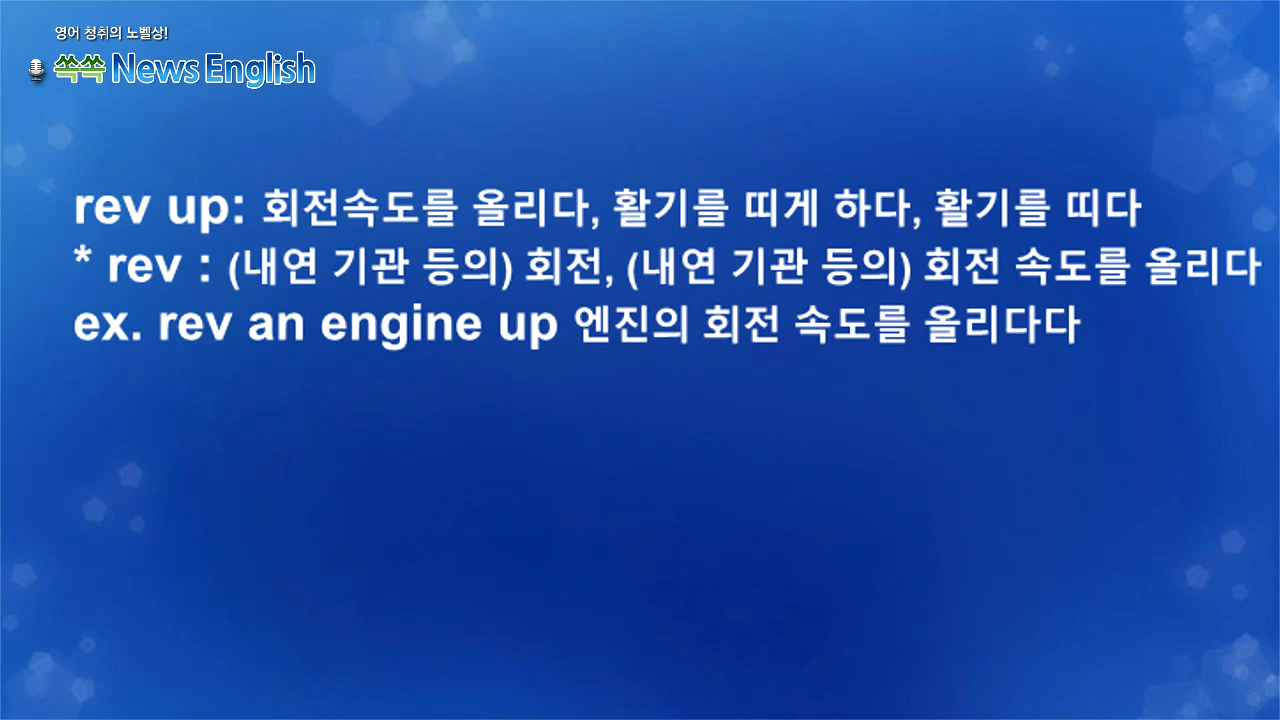 영어 청취의 노벨상!
쏙쏙 News English
rev up: 회전속도를 올리다, 활기를 띠게 하다, 활기를 띠다
* rev : (내연 기관 등의) 회전, (내연 기관 등의) 회전 속도를 올리다
ex. rev an engine up 엔진의 회전 속도를 올리다다